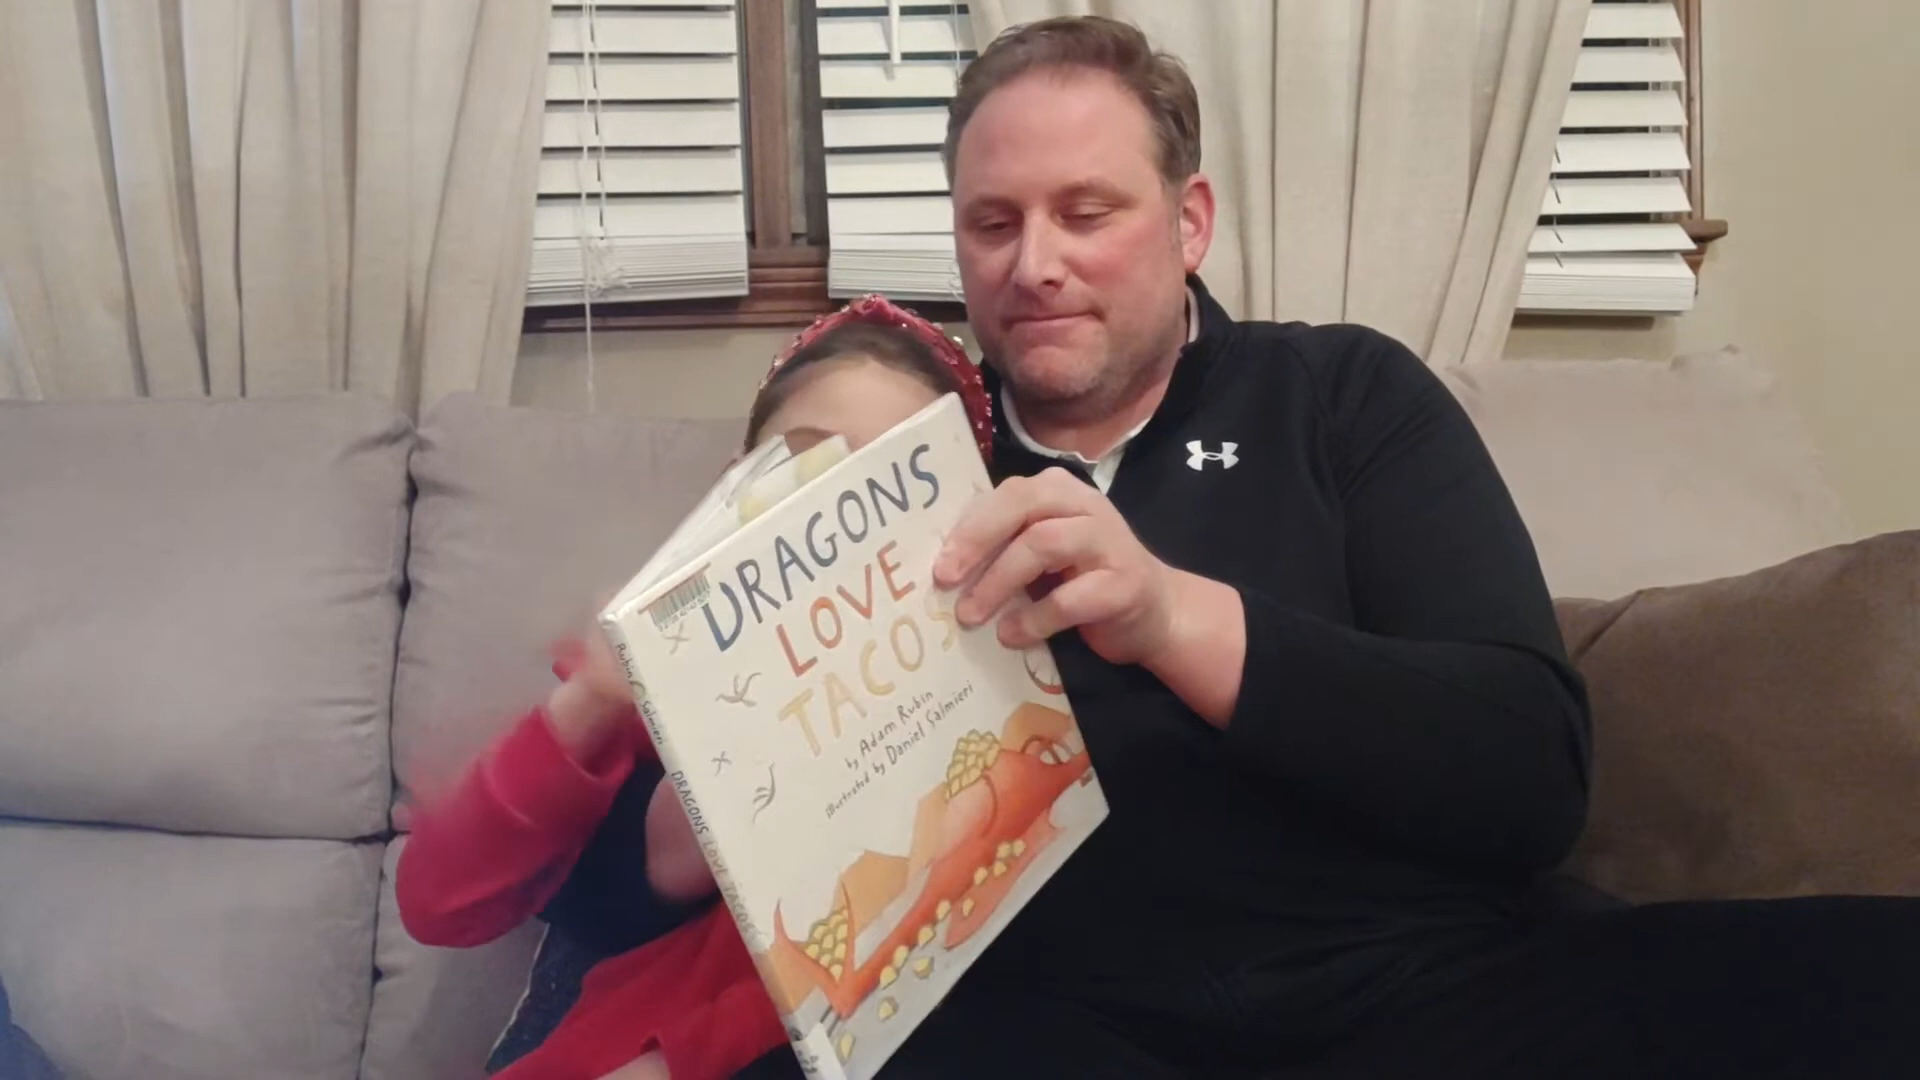 DRAGONS
LOVE
TACOS
by Adam Rubin
illustrated by Daniel Salmieri
Rubin Salmieri
DRAGONS LOVE TACOS